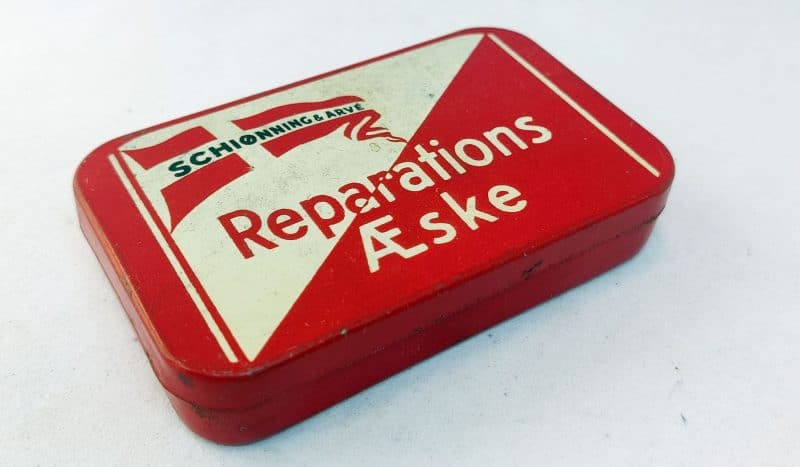 SCHIØNNING & ARVÉ
Reparations
Æske